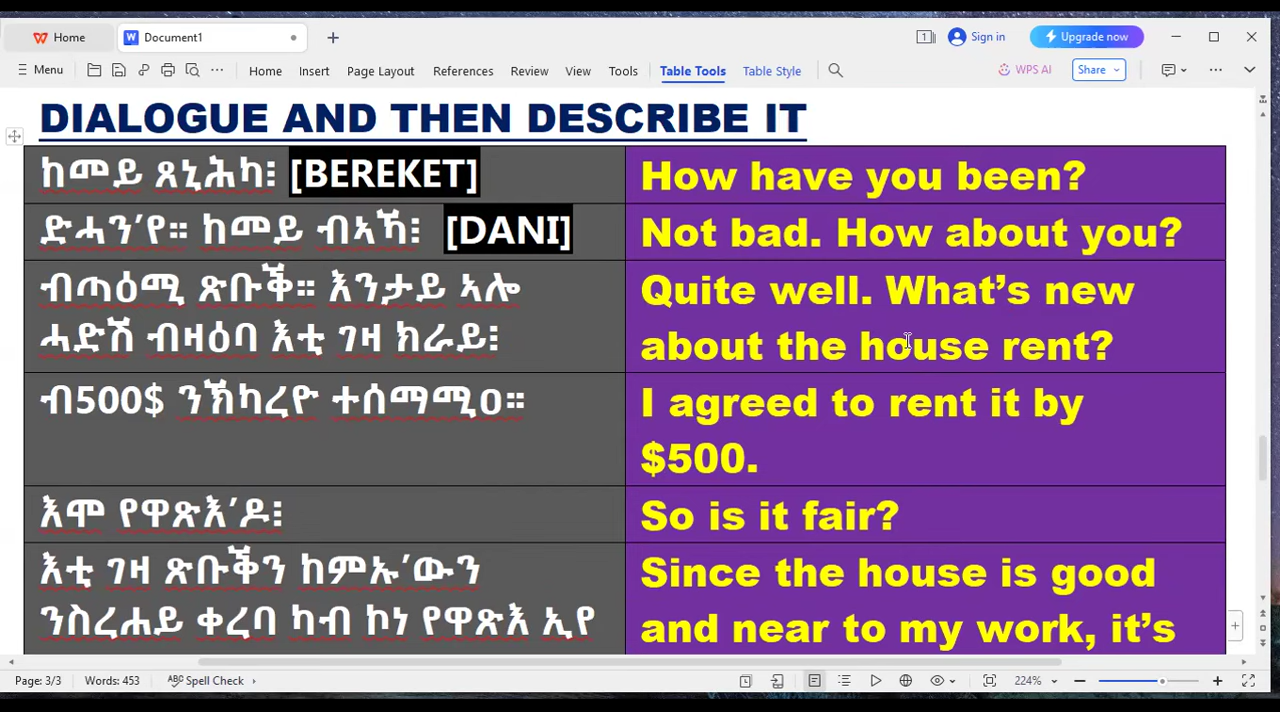 Home
Document1
Sign in
Upgrade now
Menu
Home Insert Page Layout References Review View Tools Table Tools Table Style
WPS AI
Share
DIALOGUE AND THEN DESCRIBE IT
ከመይ ጸኒሕካ፧ [BEREKET]
How have you been?
ድሓን’የ። ከመይ ብኣኻ፧ [DANI]
Not bad. How about you?
ብጣዕሚ ጽቡቅ። እንታይ ኣሎ
ሓድሽ ብዛዕባ እቲ ገዛ ክራይ፧
Quite well. What’s new
about the house rent?
ብ500$ ንኽካረዮ ተሰማሚዐ።
I agreed to rent it by
$500.
እሞ የዋጽእ’ዶ፧
So is it fair?
እቲ ገዛ ጽቡቅን ከምኡ’ውን
ንስረሐይ ቀረባ ካብ ኮነ የዋጽእ ኢየ
Since the house is good
and near to my work, it’s
Page: 3/3
Words: 453
Spell Check
224%